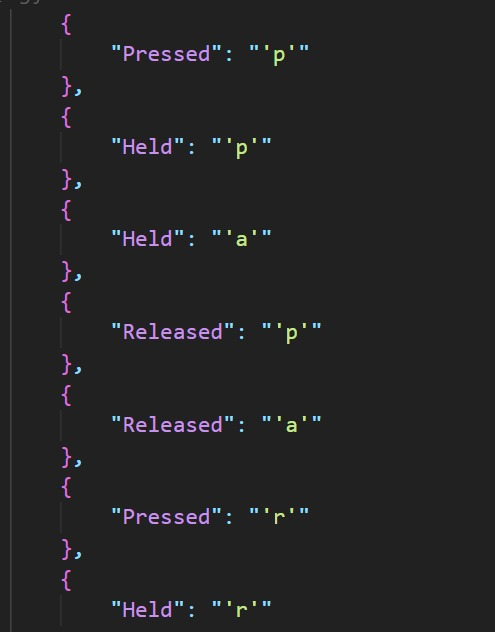 {
"Pressed": "'p'"
},
{
"Held": "'p'"
},
{
"Held": "'a'"
},
{
"Released": "'p'"
},
{
"Released": "'a'"
},
{
"Pressed": "'r'"
},
{
"Held": "'r'"